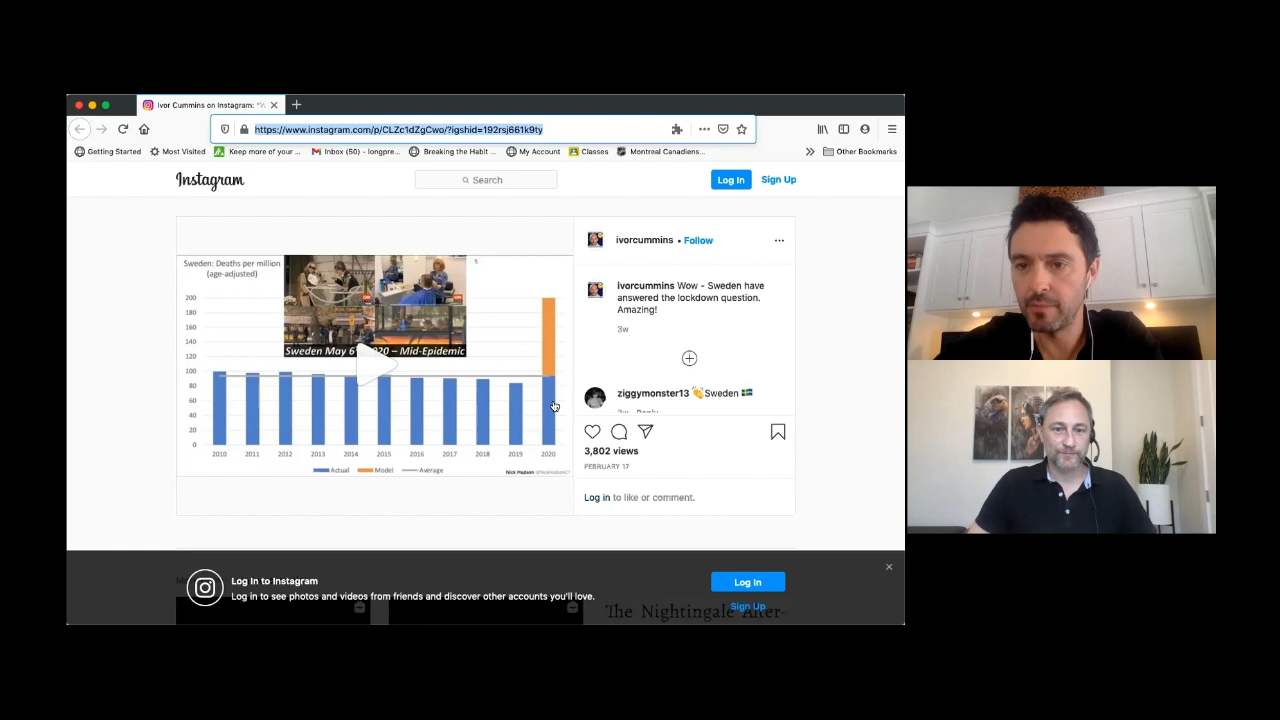 ivor Cummins on Instagram: "W
https://www.instagram.com/p/CLZc1dZgCwo/?igshid=192rsj661k9ty
Getting Started Most Visited Keep more of your ... Inbox (50) - longpre... Breaking the Habit ... My Account Classes Montreal Canadiens... Other Bookmarks
Instagram
Search
Log In Sign Up
Sweden: Deaths per million
(age-adjusted)
200
180
160
140
120
100
80
60
40
20
0
Sweden May 6 2020 – Mid-Epidemic
2010 2011 2012 2013 2014 2015 2016 2017 2018 2019 2020
Actual Model Average
Nick Hudson
ivorcummins • Follow
ivorcummins Wow - Sweden have
answered the lockdown question.
Amazing!
3w
ziggymonster13 👏Sweden 🇸🇪
3,802 views
FEBRUARY 17
Log in to like or comment.
Log In to Instagram
Log in to see photos and videos from friends and discover other accounts you'll love.
Log In
Sign Up
The Nightingale After-